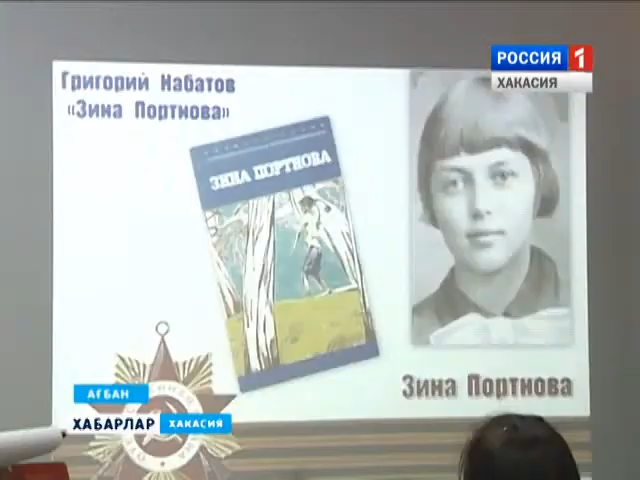 РОССИЯ 1
ХАКАСИЯ
Григорий Набатов
«Зина Портнова»
ЗИНА ПОРТНОВА
Зина Портнова
АҒБАН
ХАБАРЛАР ХАКАСИЯ